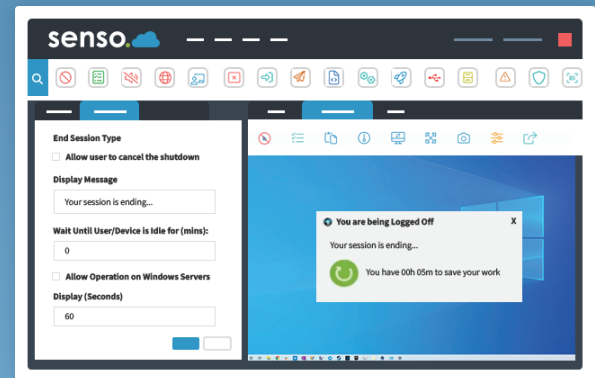 senso.
End Session Type
Allow user to cancel the shutdown
Display Message
Your session is ending...
Wait Until User/Device is Idle for (mins):
0
Allow Operation on Windows Servers
Display (Seconds)
60
You are being Logged Off X
Your session is ending...
You have 00h 05m to save your work